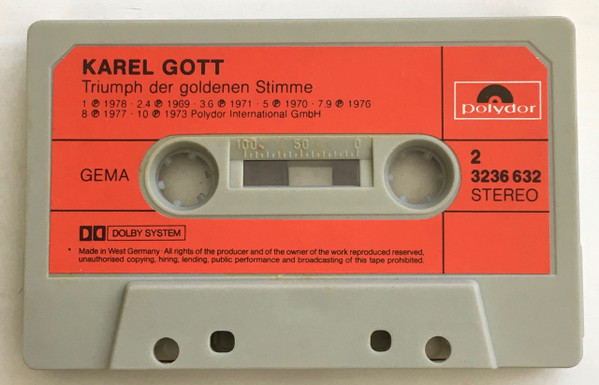 KAREL GOTT
Triumph der goldenen Stimme
1 ℗ 1978 · 2.4 ℗ 1969 · 3.6 ℗ 1971 · 5 ℗ 1970 · 7.9 ℗ 1976
8 ℗ 1977 · 10 ℗ 1973 Polydor International GmbH
polydor
100 50 0
GEMA
2
3236 632
STEREO
DOLBY SYSTEM
* Made in West Germany · All rights of the producer and of the owner of the work reproduced reserved,
unauthorised copying, hiring, lending, public performance and broadcasting of this tape prohibited.